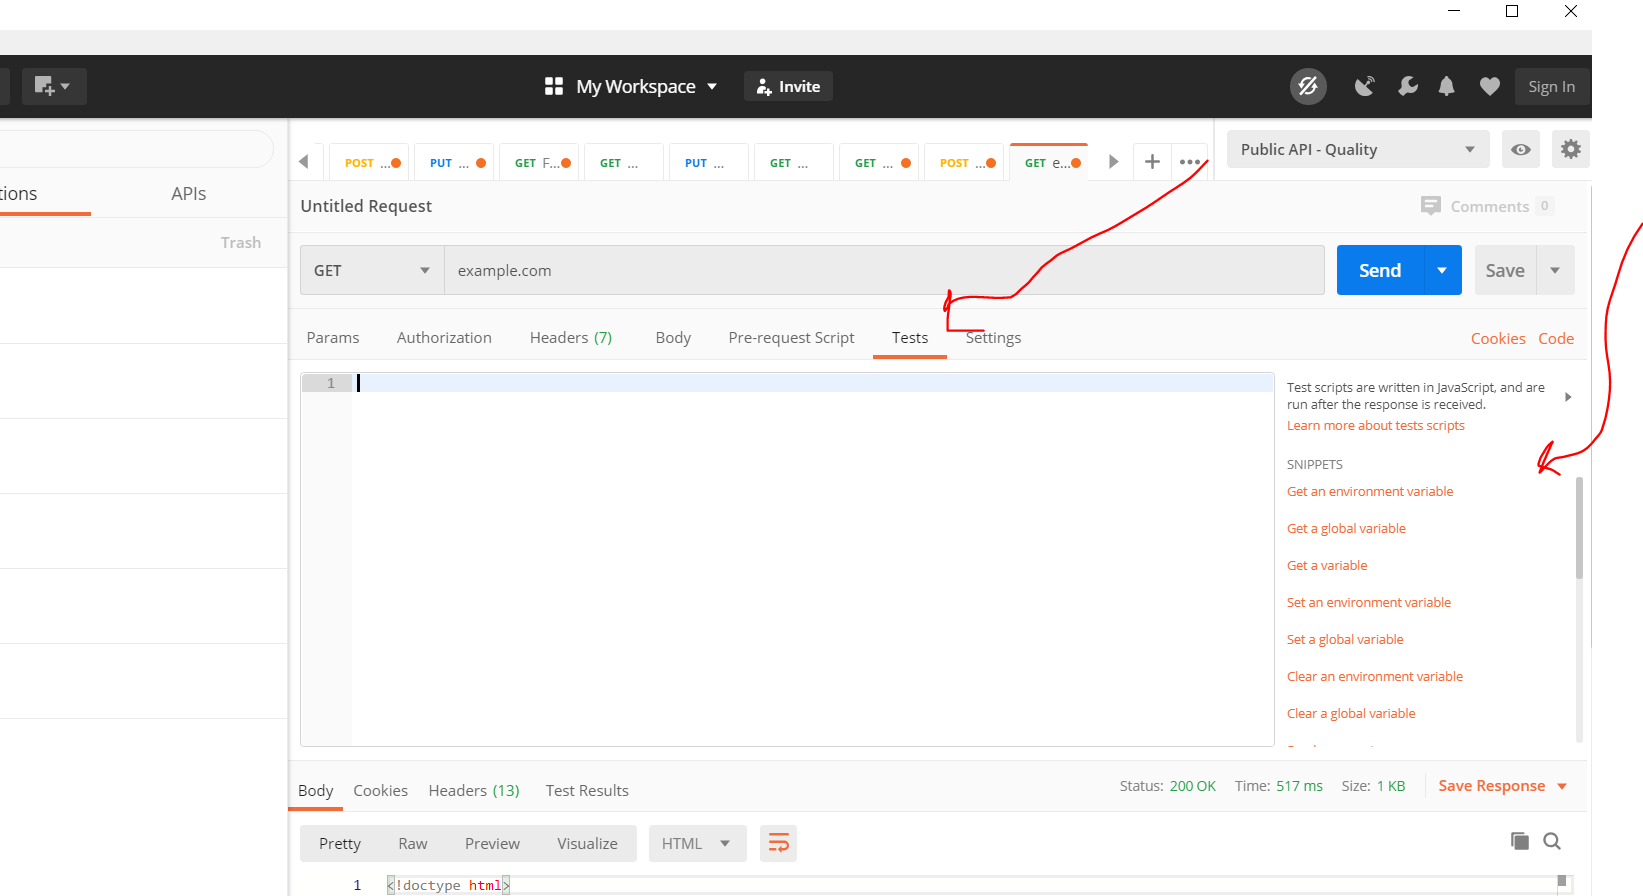 My Workspace
Invite
Sign In
POST ...
PUT ...
GET F...
GET ...
PUT ...
GET ...
GET ...
POST ...
GET e...
Public API - Quality
tions
APIs
Trash
Untitled Request
Comments 0
GET
example.com
Send
Save
Params
Authorization
Headers (7)
Body
Pre-request Script
Tests
Settings
Cookies
Code
1
Test scripts are written in JavaScript, and are
run after the response is received.
Learn more about tests scripts
SNIPPETS
Get an environment variable
Get a global variable
Get a variable
Set an environment variable
Set a global variable
Clear an environment variable
Clear a global variable
Body
Cookies
Headers (13)
Test Results
Status: 200 OK
Time: 517 ms
Size: 1 KB
Save Response
Pretty
Raw
Preview
Visualize
HTML
1 <!doctype html>